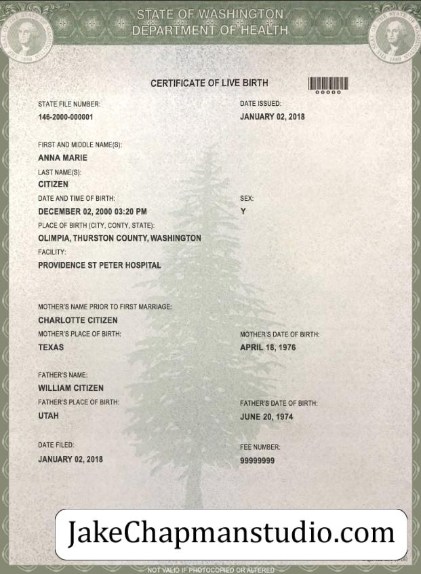 STATE OF WASHINGTON
DEPARTMENT OF HEALTH
CERTIFICATE OF LIVE BIRTH
00000
STATE FILE NUMBER:
DATE ISSUED:
146-2000-000001
JANUARY 02, 2018
FIRST AND MIDDLE NAME(S):
ANNA MARIE
LAST NAME(S):
CITIZEN
DATE AND TIME OF BIRTH:
SEX:
DECEMBER 02, 2000 03:20 PM
Y
PLACE OF BIRTH (CITY, CONTY, STATE):
OLIMPIA, THURSTON COUNTY, WASHINGTON
FACILITY:
PROVIDENCE ST PETER HOSPITAL
MOTHER'S NAME PRIOR TO FIRST MARRIAGE:
CHARLOTTE CITIZEN
MOTHER'S PLACE OF BIRTH:
MOTHER'S DATE OF BIRTH:
TEXAS
APRIL 18, 1976
FATHER'S NAME:
WILLIAM CITIZEN
FATHER'S PLACE OF BIRTH:
FATHER'S DATE OF BIRTH:
UTAH
JUNE 20, 1974
DATE FILED:
FEE NUMBER:
JANUARY 02, 2018
99999999
JakeChapmanstudio.com
NOT VALID IF PHOTOCOPIED OR ALTERED